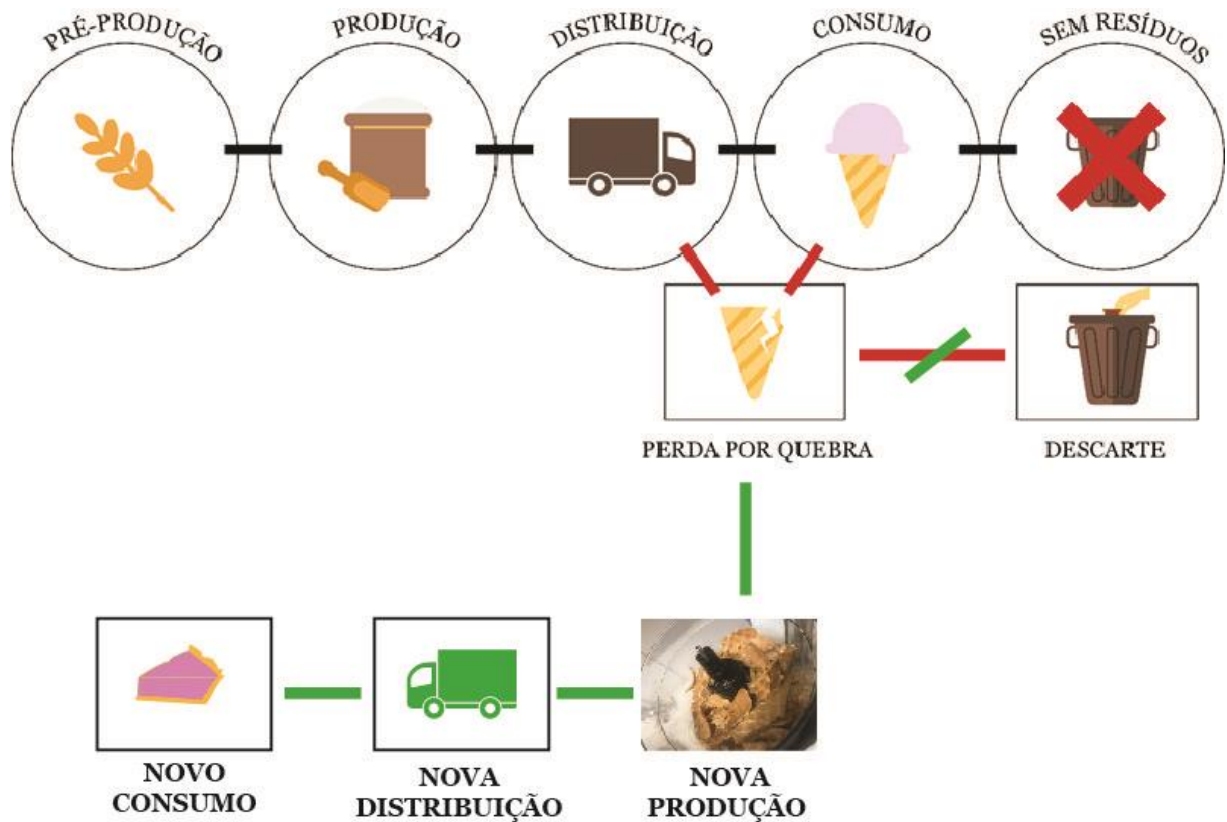 PRÉ-PRODUÇÃO
PRODUÇÃO
DISTRIBUIÇÃO
CONSUMO
SEM RESÍDUOS
PERDA POR QUEBRA
DESCARTE
NOVO
CONSUMO
NOVA
DISTRIBUIÇÃO
NOVA
PRODUÇÃO